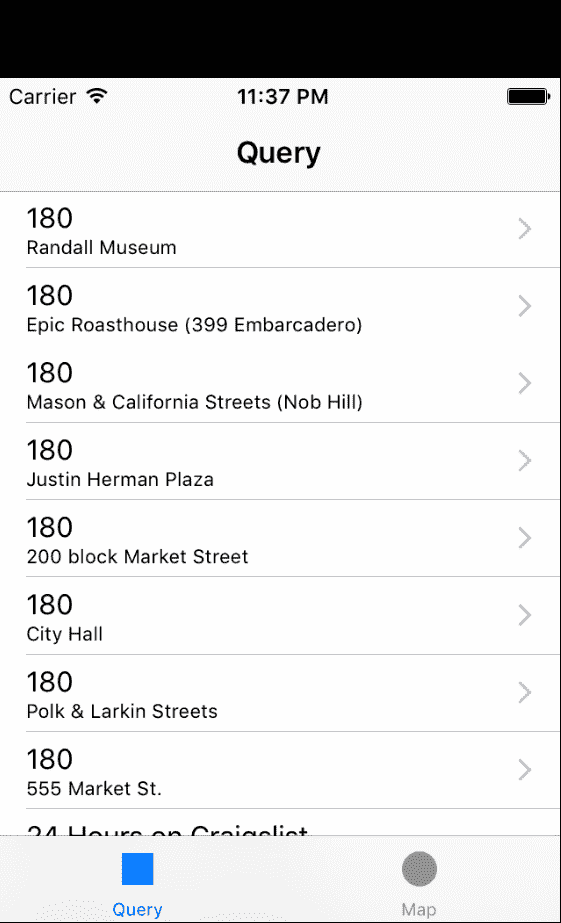 Carrier 11:37 PM
Query
180
Randall Museum
180
Epic Roasthouse (399 Embarcadero)
180
Mason & California Streets (Nob Hill)
180
Justin Herman Plaza
180
200 block Market Street
180
City Hall
180
Polk & Larkin Streets
180
555 Market St.
24 Hours on Craigslist
Query Map